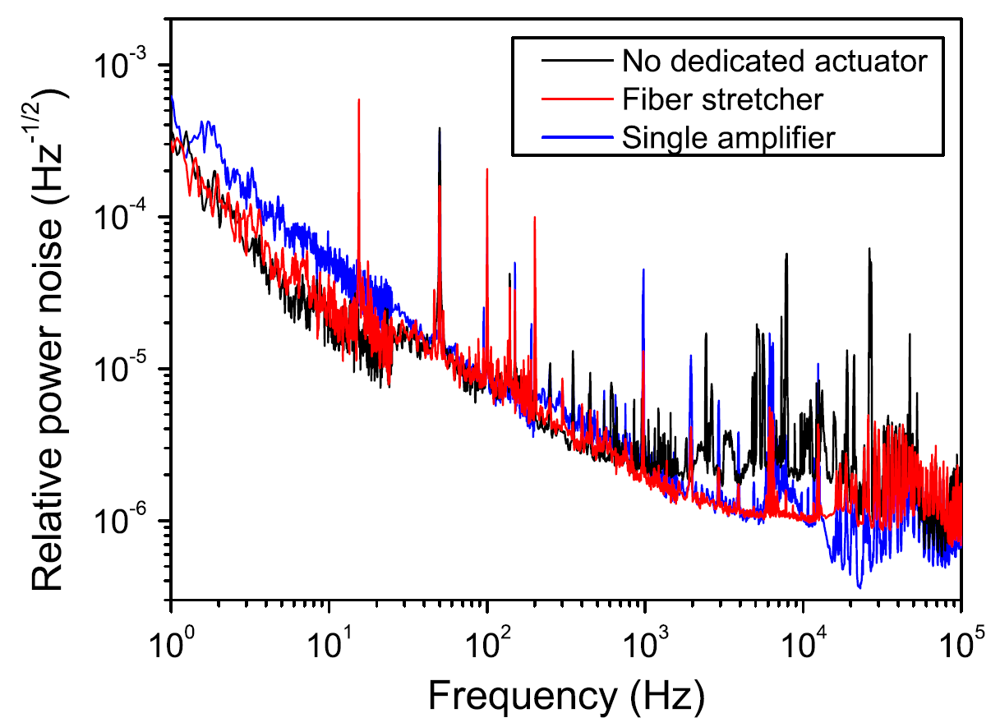 No dedicated actuator
Fiber stretcher
Single amplifier
Relative power noise (Hz^-1/2)
10^-3
10^-4
10^-5
10^-6
10^0 10^1 10^2 10^3 10^4 10^5
Frequency (Hz)